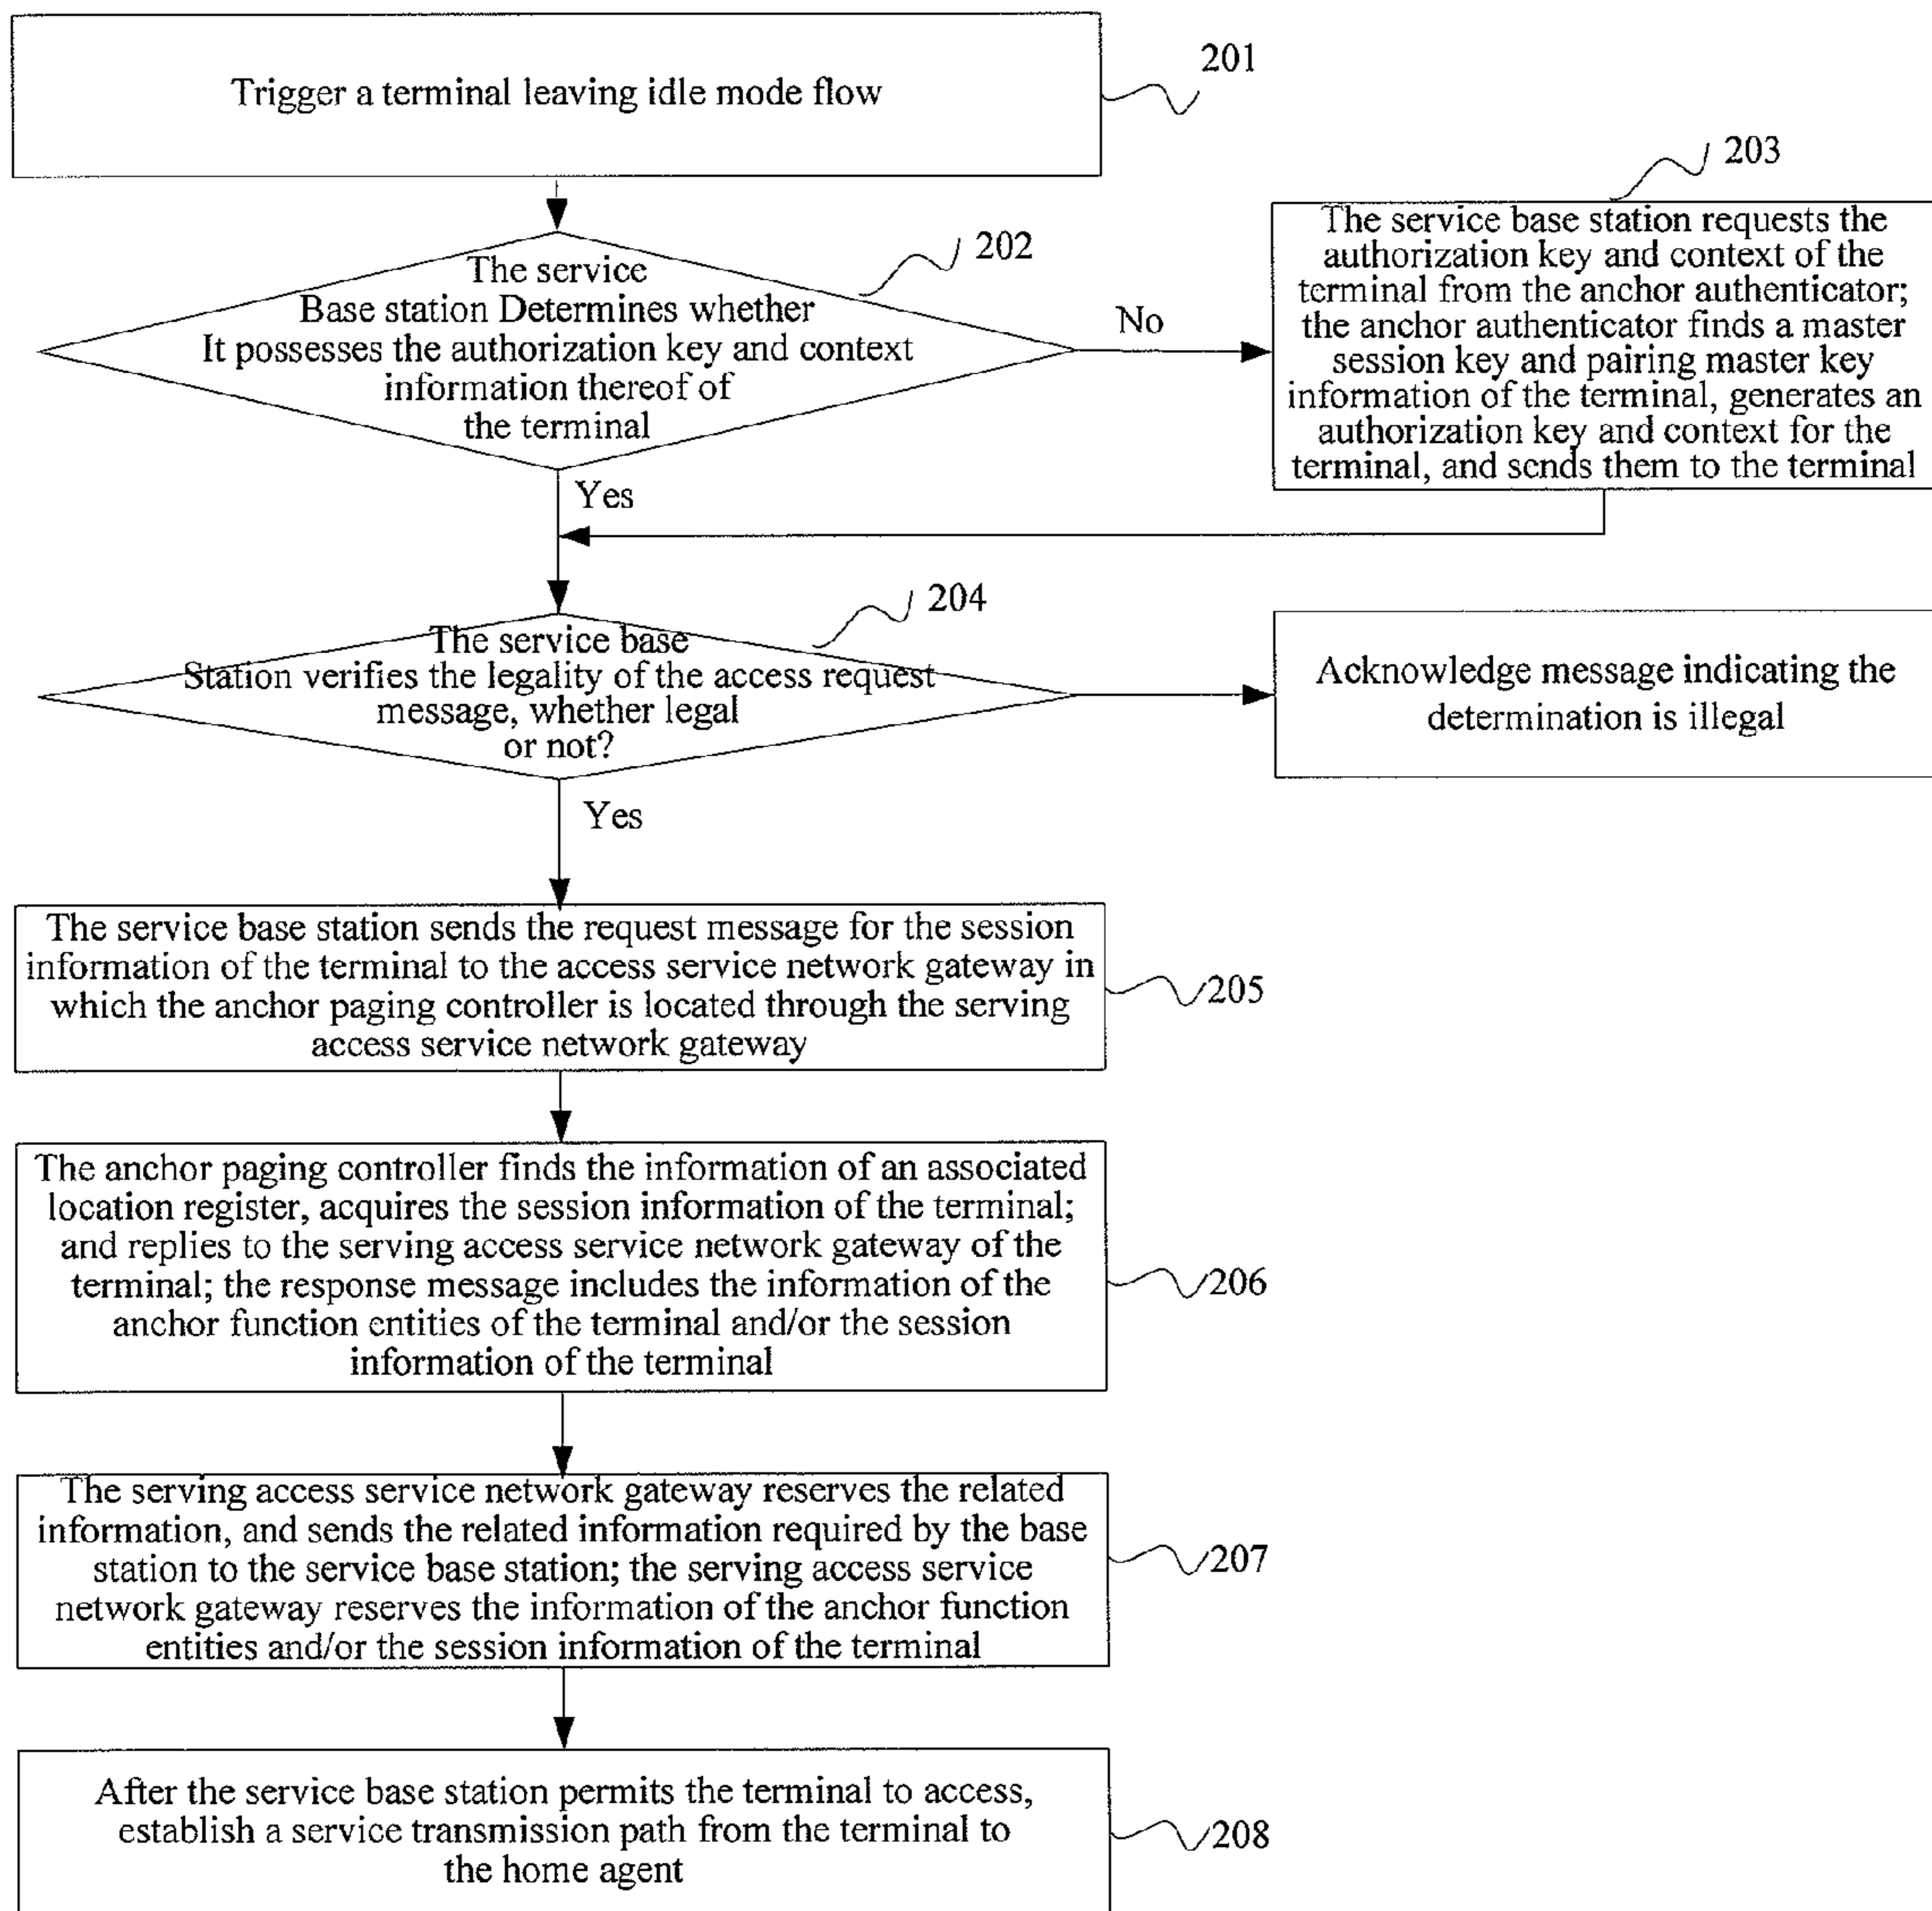 Trigger a terminal leaving idle mode flow
201
The service
Base station Determines whether
It possesses the authorization key and context
information thereof of
the terminal
202
No
Yes
203
The service base station requests the
authorization key and context of the
terminal from the anchor authenticator;
the anchor authenticator finds a master
session key and pairing master key
information of the terminal, generates an
authorization key and context for the
terminal, and sends them to the terminal
The service base
Station verifies the legality of the access request
message, whether legal
or not?
204
Yes
Acknowledge message indicating the
determination is illegal
The service base station sends the request message for the session
information of the terminal to the access service network gateway in
which the anchor paging controller is located through the serving
access service network gateway
205
The anchor paging controller finds the information of an associated
location register, acquires the session information of the terminal;
and replies to the serving access service network gateway of the
terminal; the response message includes the information of the
anchor function entities of the terminal and/or the session
information of the terminal
206
The serving access service network gateway reserves the related
information, and sends the related information required by the base
station to the service base station; the serving access service
network gateway reserves the information of the anchor function
entities and/or the session information of the terminal
207
After the service base station permits the terminal to access,
establish a service transmission path from the terminal to
the home agent
208